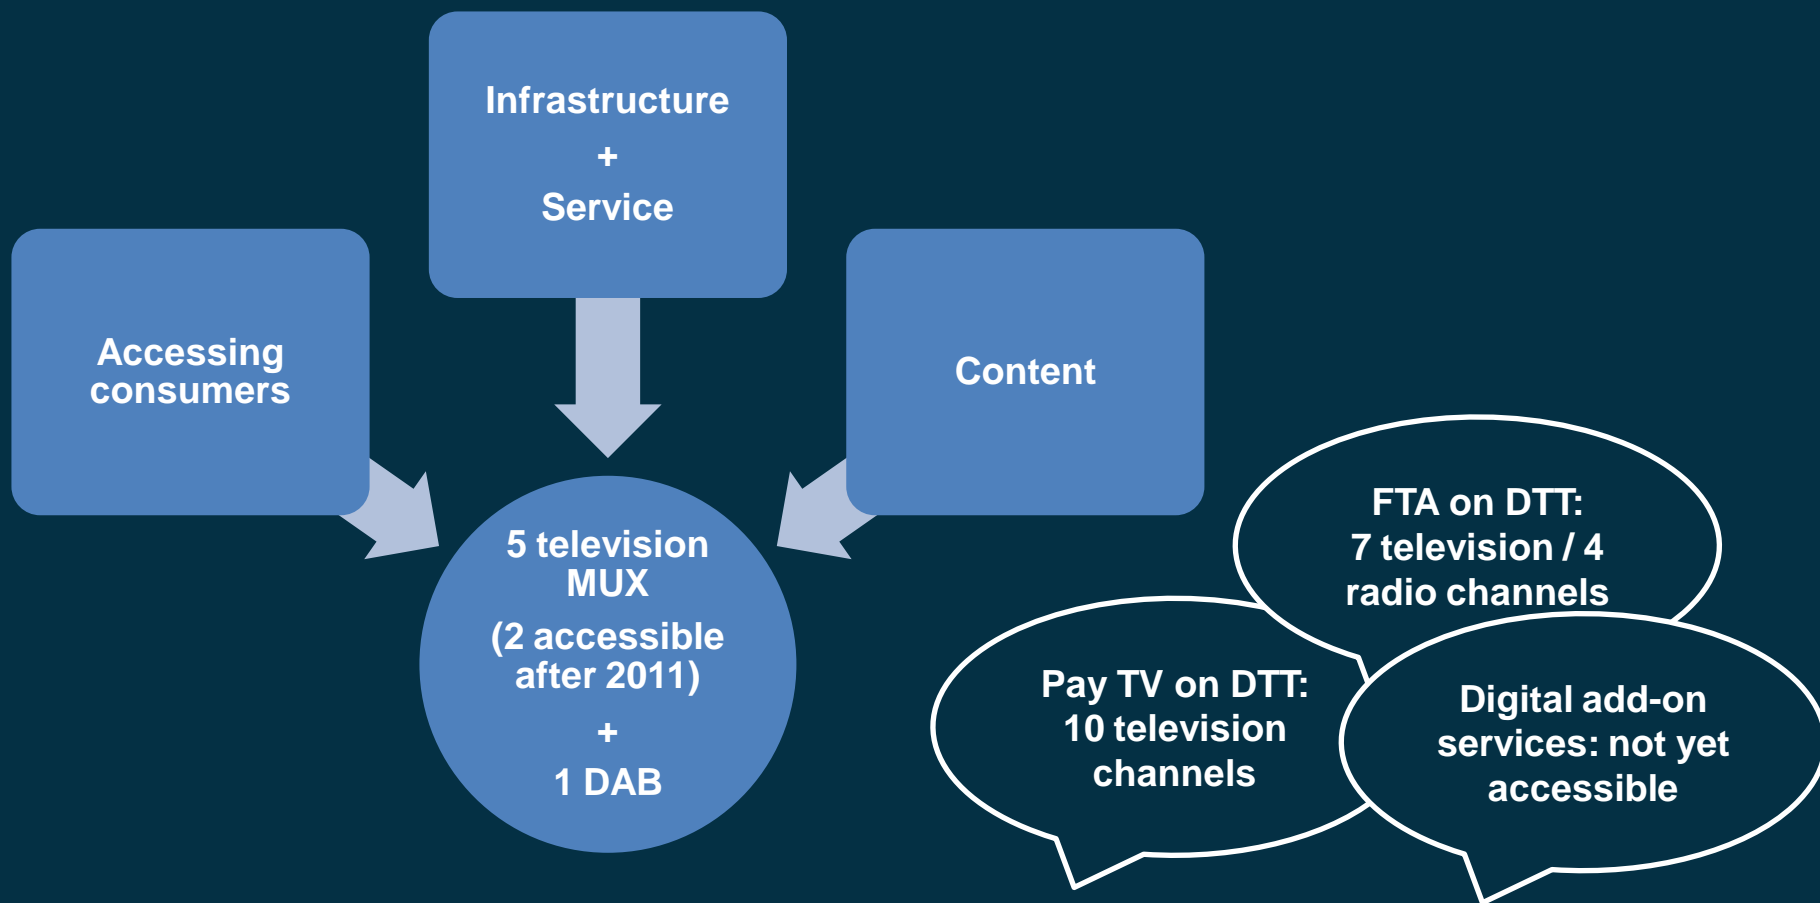 Infrastructure
+
Service
Accessing
consumers
Content
5 television
MUX
(2 accessible
after 2011)
+
1 DAB
FTA on DTT:
7 television / 4
radio channels
Pay TV on DTT:
10 television
channels
Digital add-on
services: not yet
accessible